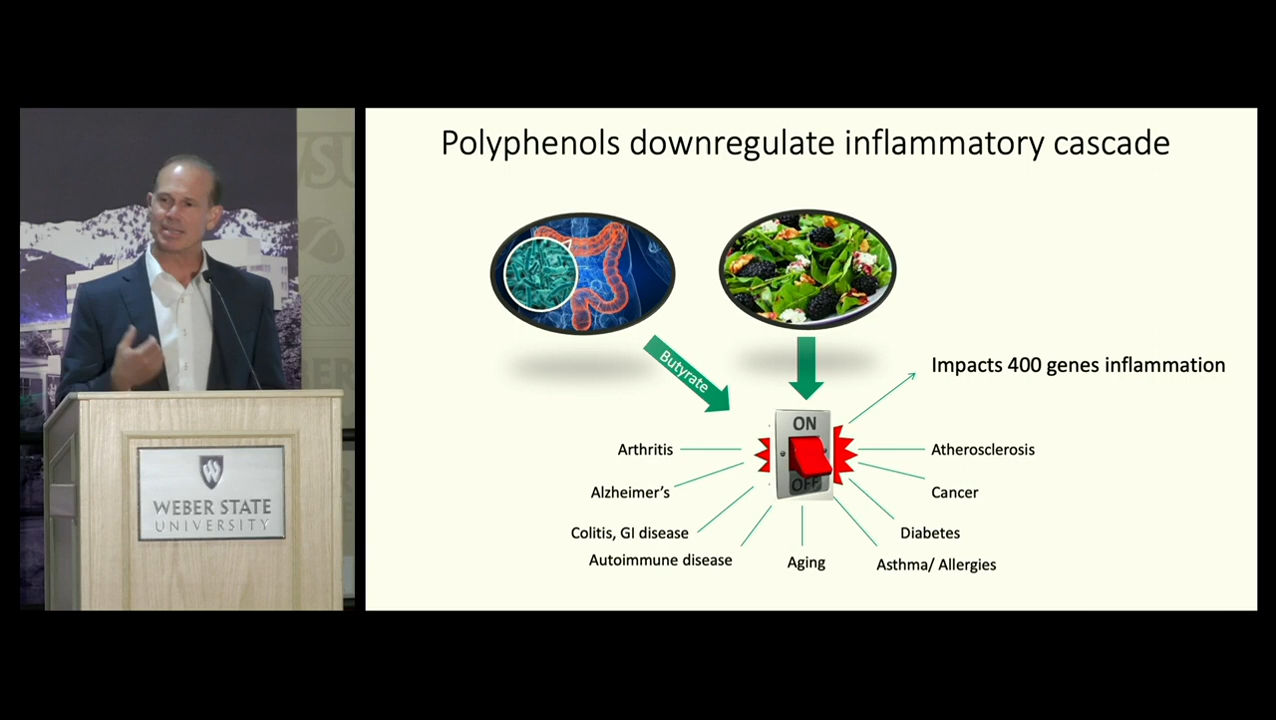 Polyphenols downregulate inflammatory cascade
Butyrate
Impacts 400 genes inflammation
ON
OFF
Arthritis
Atherosclerosis
Alzheimer's
Cancer
Colitis, GI disease
Diabetes
Autoimmune disease
Aging
Asthma/ Allergies
W
WEBER STATE
UNIVERSITY